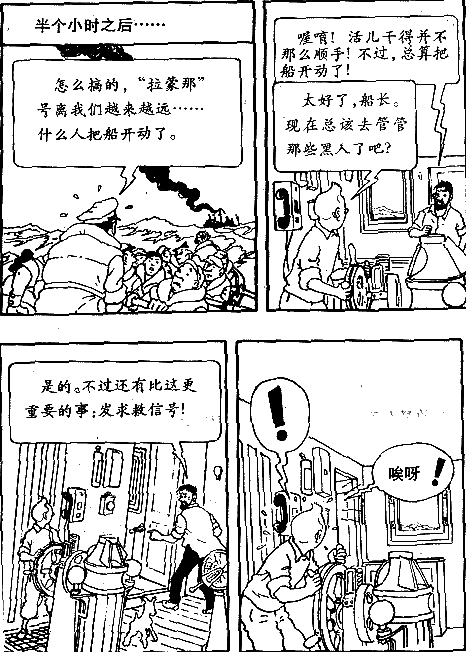 半个小时之后……
怎么搞的，“拉蒙那”
号离我们越来越远……
什么人把船开动了。
喔唷！活儿干得并不
那么顺手！不过，总算把
船开动了！
太好了，船长。
现在总该去管管
那些黑人了吧？
是的。不过还有比这更
重要的事；发求救信号！
！
唉呀！